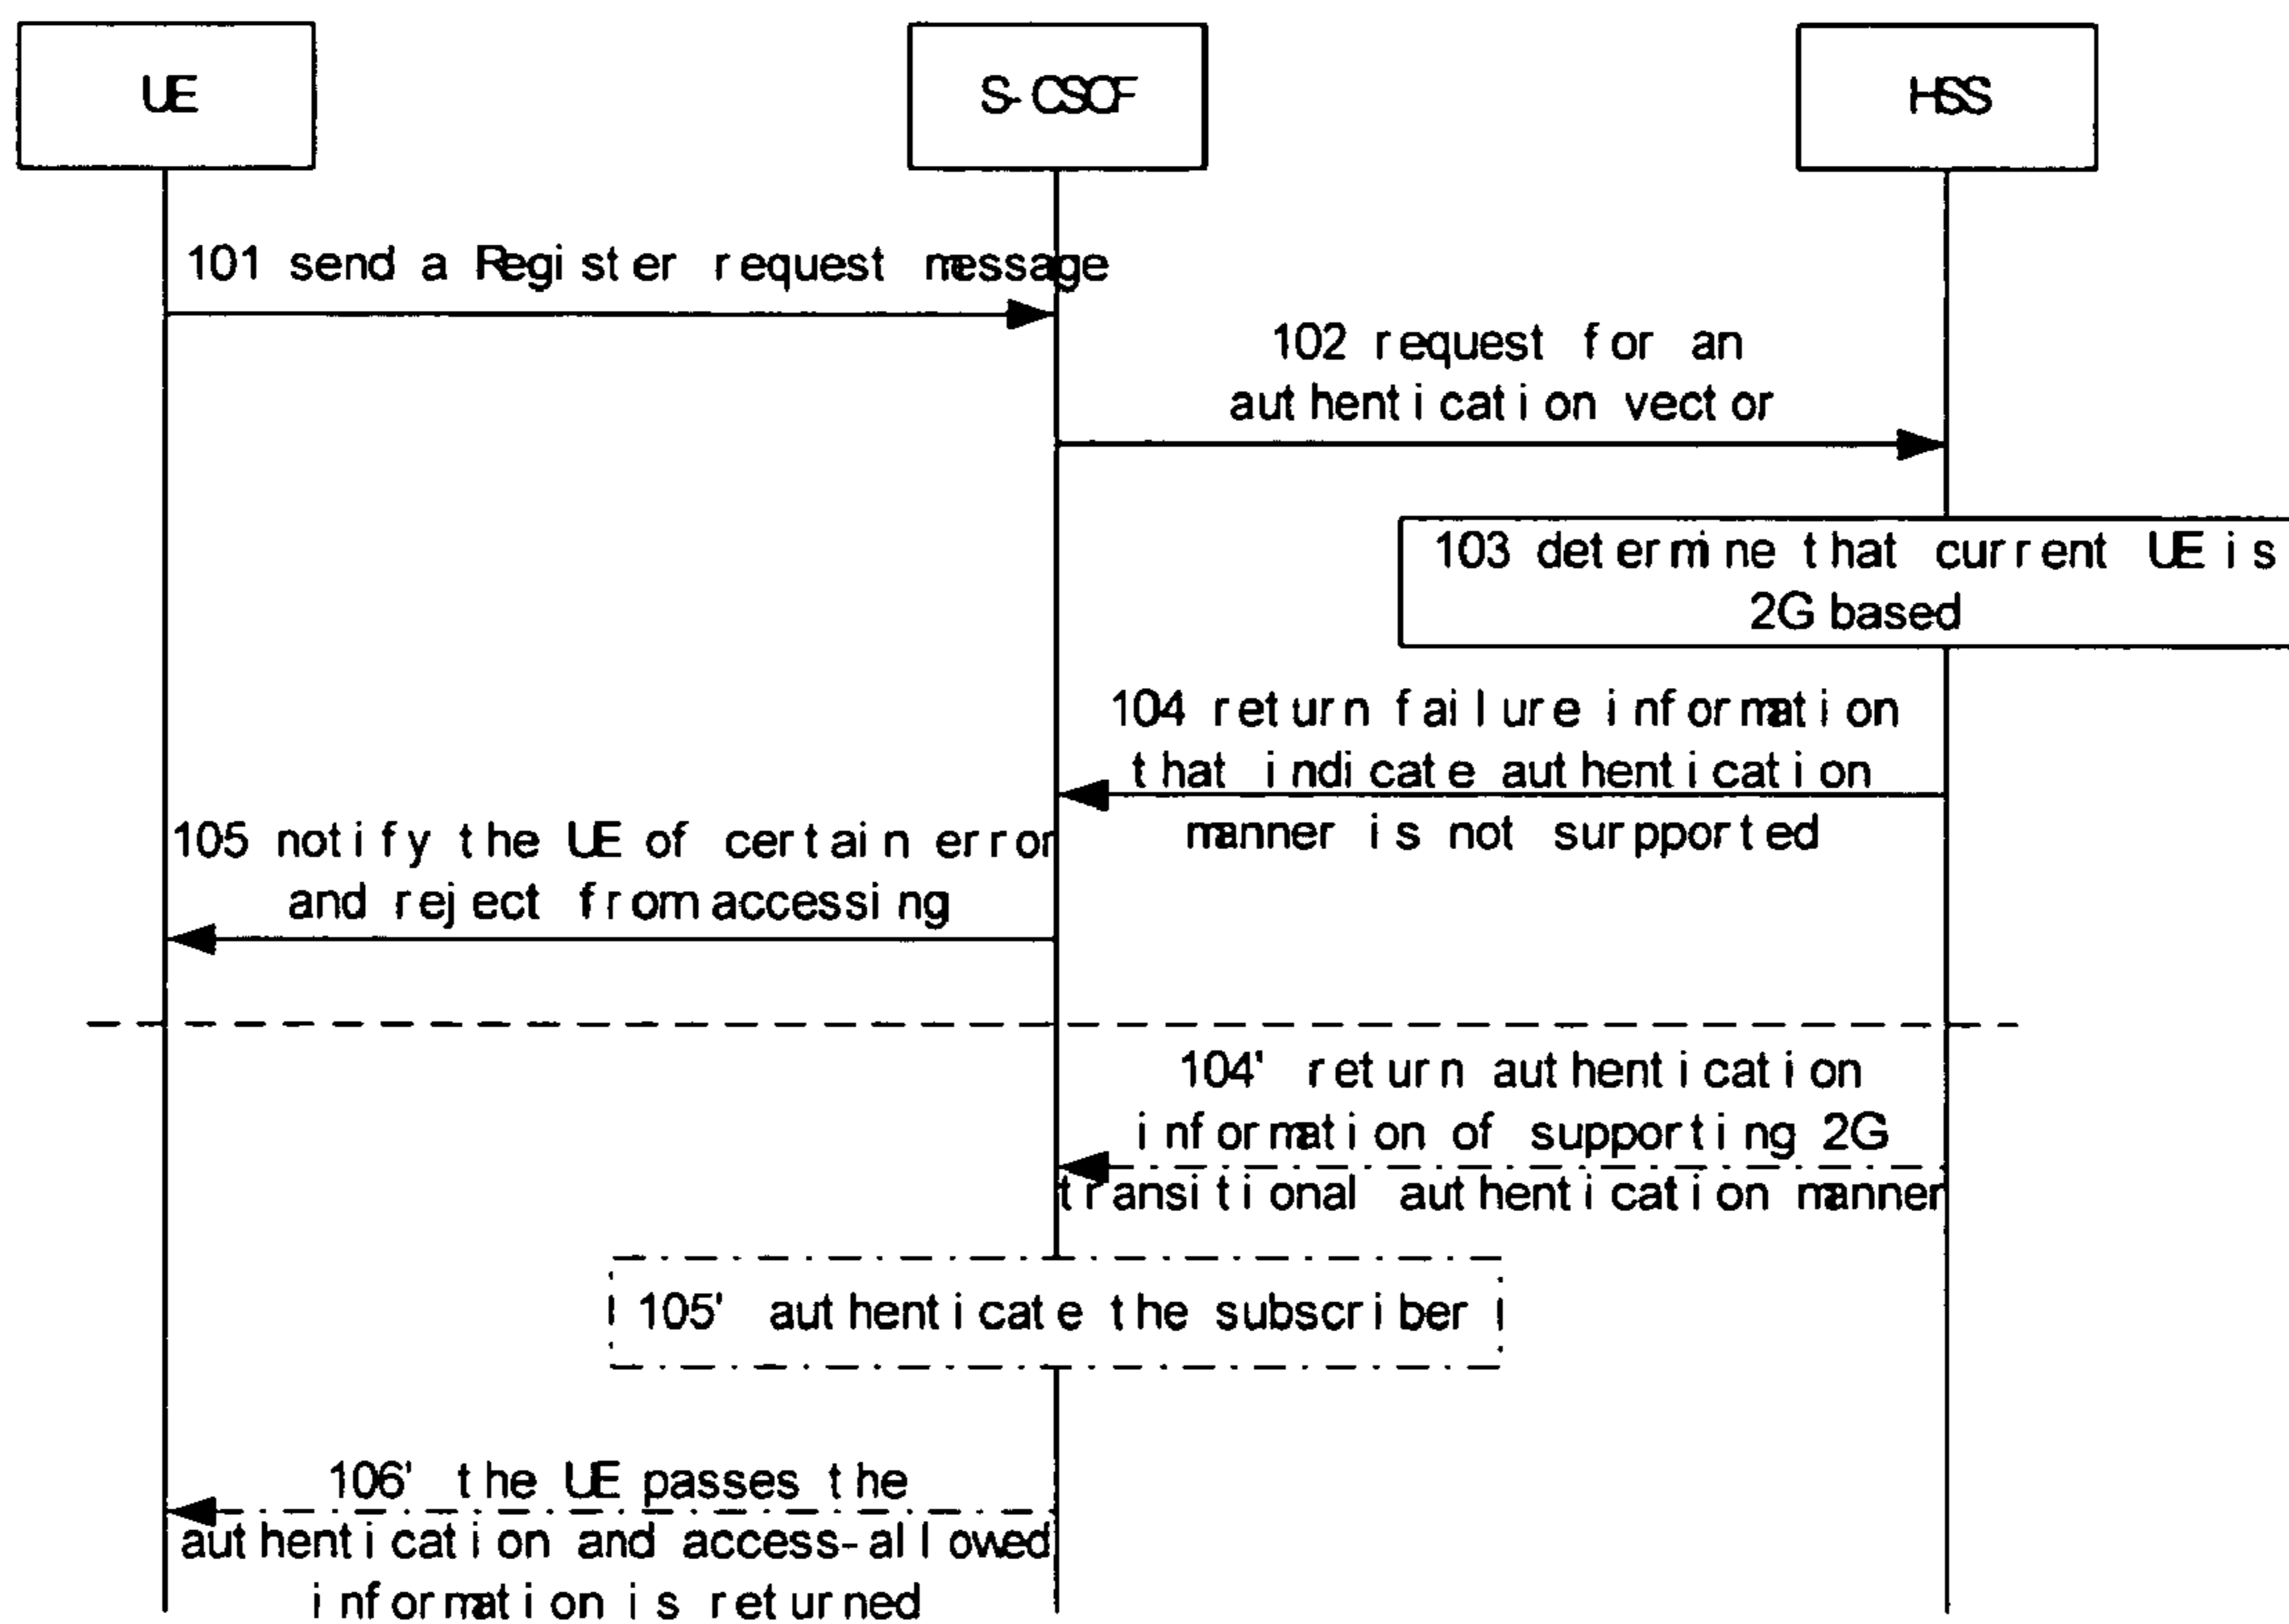 UE
S-CSCF
HSS
101 send a Register request message
102 request for an
authentication vector
103 determine that current UE is
2G based
104 return failure information
that indicate authentication
manner is not surpported
105 notify the UE of certain error
and reject from accessing
104' return authentication
information of supporting 2G
transitional authentication manner
105' authenticate the subscriber
106' the UE passes the
authentication and access-allowed
information is returned